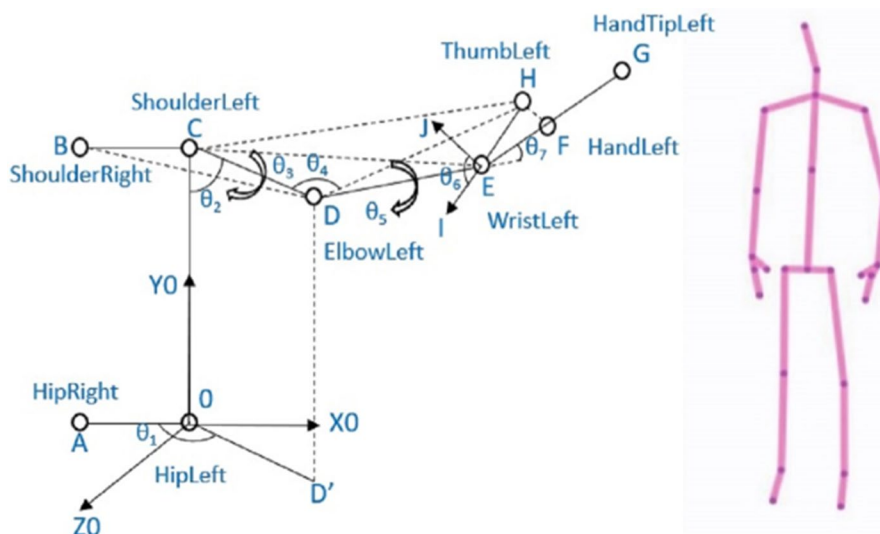 HandTipLeft
G
ThumbLeft
H
ShoulderLeft
B C
J
F HandLeft
ShoulderRight
θ3 θ4
θ7
θ2
θ6 E
D
θ5
I
WristLeft
ElbowLeft
Y0
HipRight
O
A
θ1
X0
HipLeft
D'
Z0